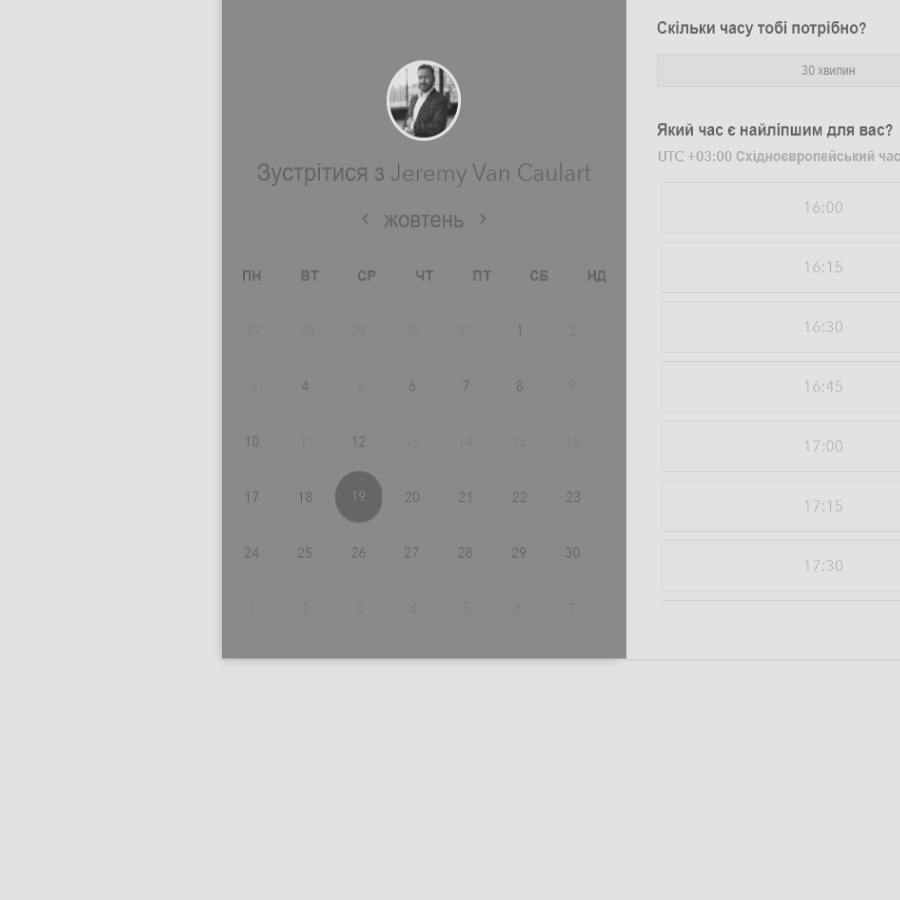 Зустрітися з Jeremy Van Caulart
‹ жовтень ›
ПН ВТ СР ЧТ ПТ СБ НД
27 28 29 30 31 1 2
3 4 5 6 7 8 9
10 11 12 13 14 15 16
17 18 19 20 21 22 23
24 25 26 27 28 29 30
1 2 3 4 5 6 7
Скільки часу тобі потрібно?
30 хвилин
Який час є найліпшим для вас?
UTC +03:00 Східноєвропейський час
16:00
16:15
16:30
16:45
17:00
17:15
17:30